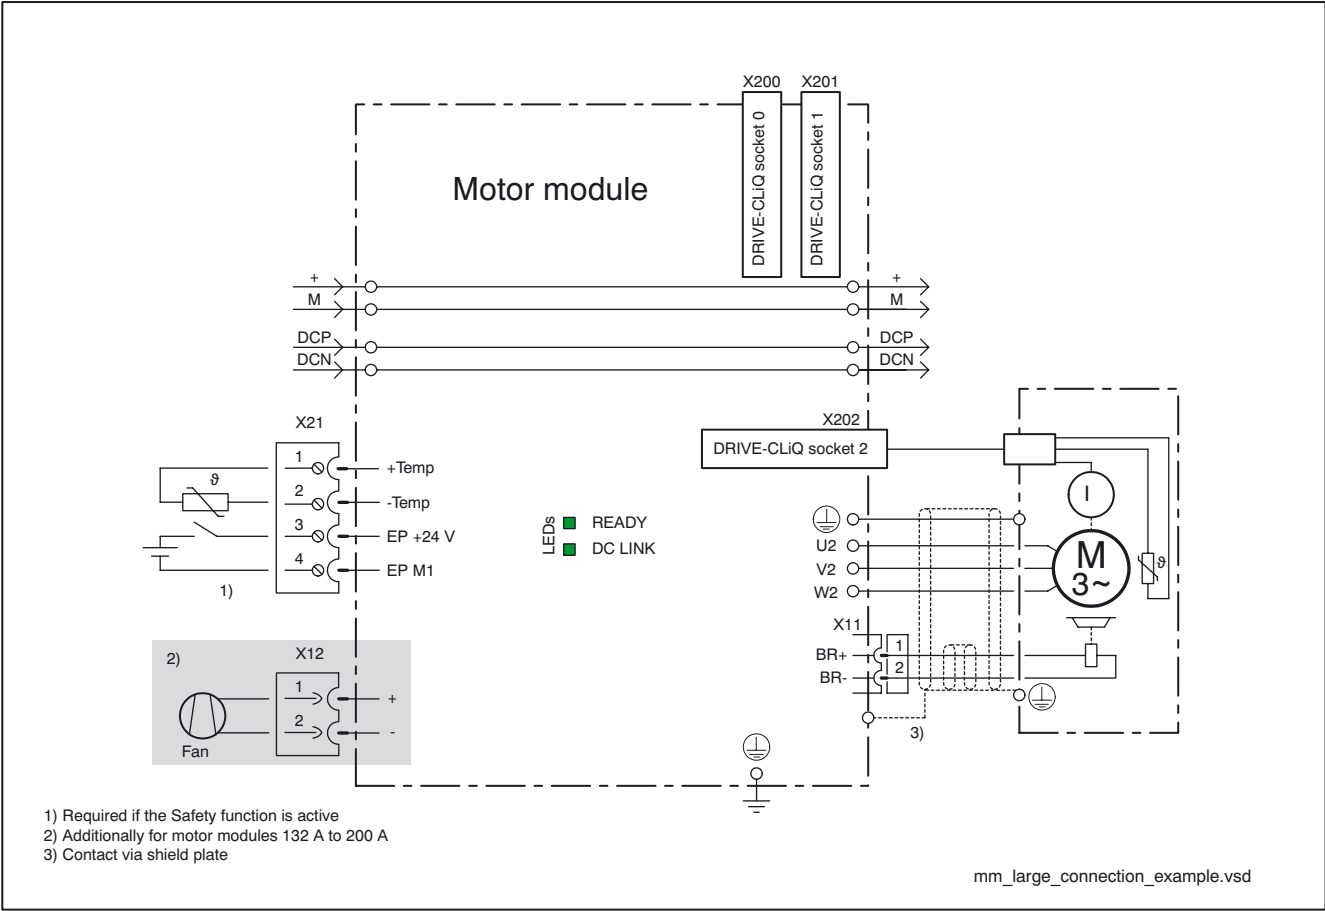 X200
X201
DRIVE-CLiQ socket 0
DRIVE-CLiQ socket 1
Motor module
+
+
M
M
DCP
DCP
DCN
DCN
X21
X202
DRIVE-CLiQ socket 2
1
+Temp
ϑ
2
-Temp
3
EP +24 V
4
EP M1
1)
LEDs
READY
DC LINK
I
U2
V2
W2
M
3~
ϑ
X11
BR+
1
BR-
2
3)
2)
X12
1
+
2
-
Fan
1) Required if the Safety function is active
2) Additionally for motor modules 132 A to 200 A
3) Contact via shield plate
mm_large_connection_example.vsd